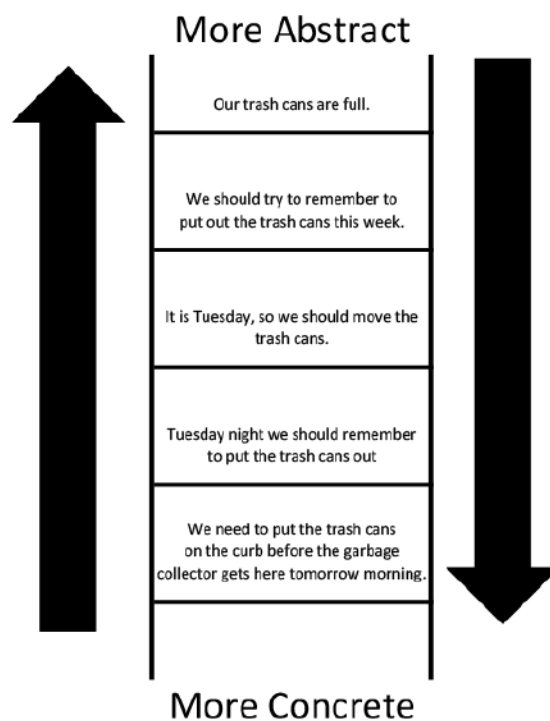 More Abstract
Our trash cans are full.
We should try to remember to
put out the trash cans this week.
It is Tuesday, so we should move the
trash cans.
Tuesday night we should remember
to put the trash cans out
We need to put the trash cans
on the curb before the garbage
collector gets here tomorrow morning.
More Concrete